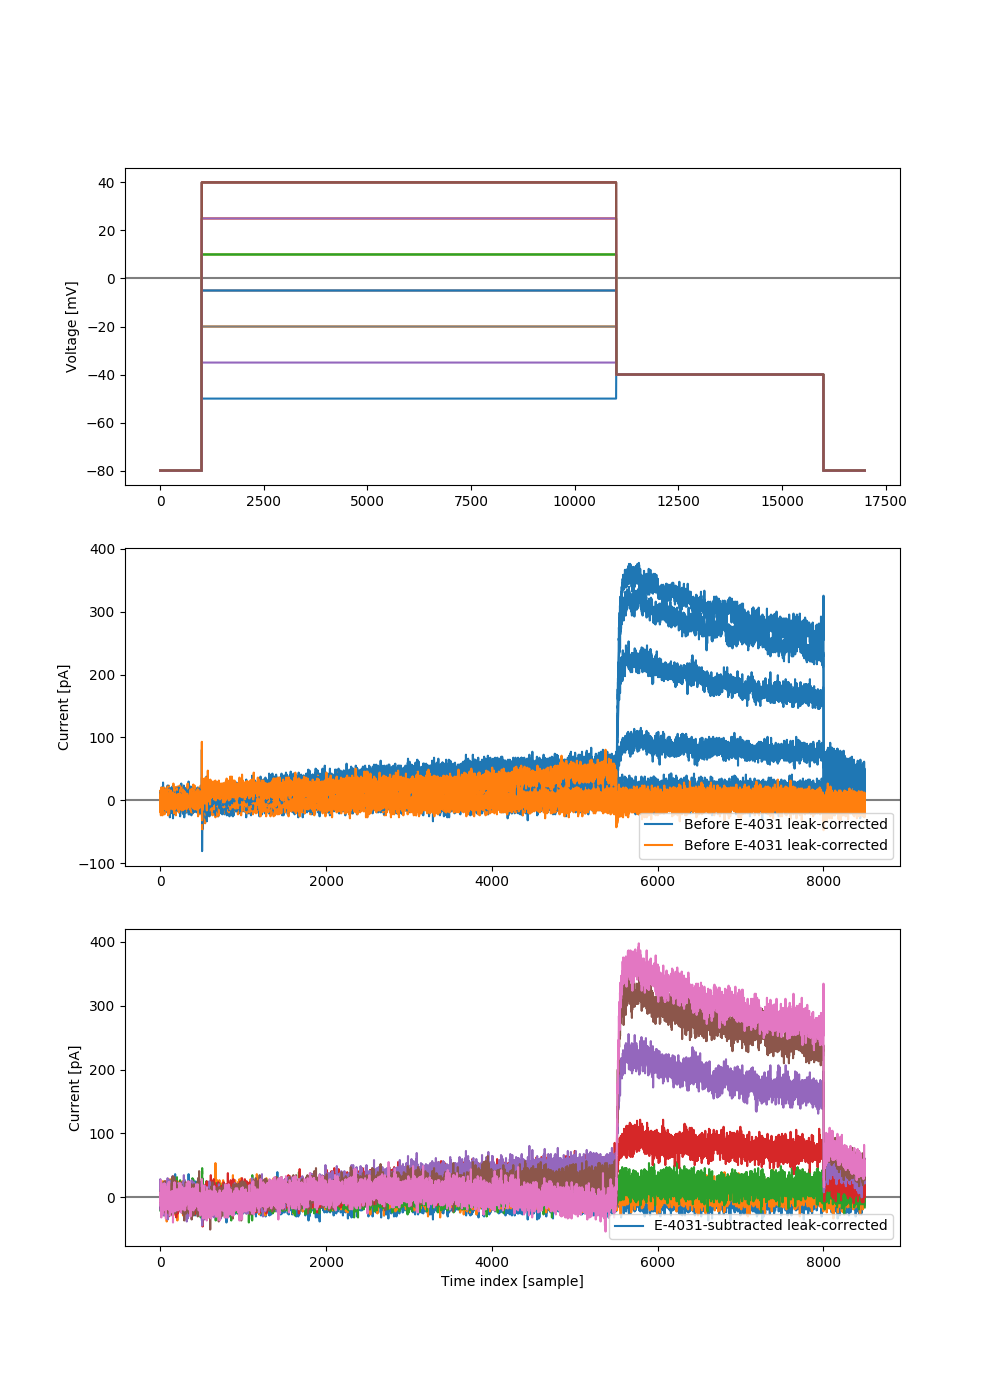 40
20
0
−20
−40
−60
−80
Voltage [mV]
0 2500 5000 7500 10000 12500 15000 17500
400
300
200
100
0
−100
Current [pA]
Before E-4031 leak-corrected
Before E-4031 leak-corrected
0 2000 4000 6000 8000
400
300
200
100
0
Current [pA]
E-4031-subtracted leak-corrected
0 2000 4000 6000 8000
Time index [sample]